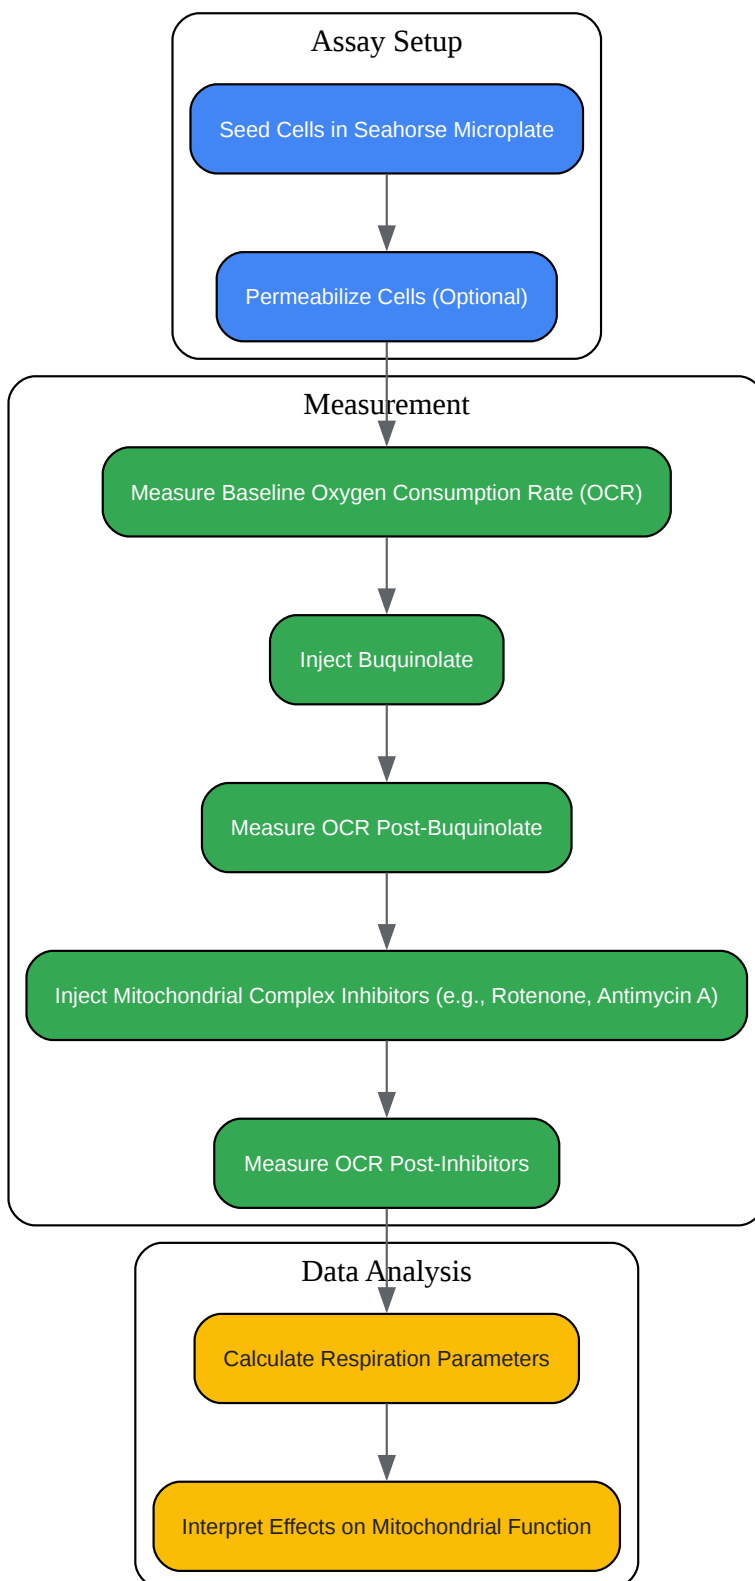 Assay Setup
Seed Cells in Seahorse Microplate
Permeabilize Cells (Optional)
Measurement
Measure Baseline Oxygen Consumption Rate (OCR)
Inject Buquinolate
Measure OCR Post-Buquinolate
Inject Mitochondrial Complex Inhibitors (e.g., Rotenone, Antimycin A)
Measure OCR Post-Inhibitors
Data Analysis
Calculate Respiration Parameters
Interpret Effects on Mitochondrial Function